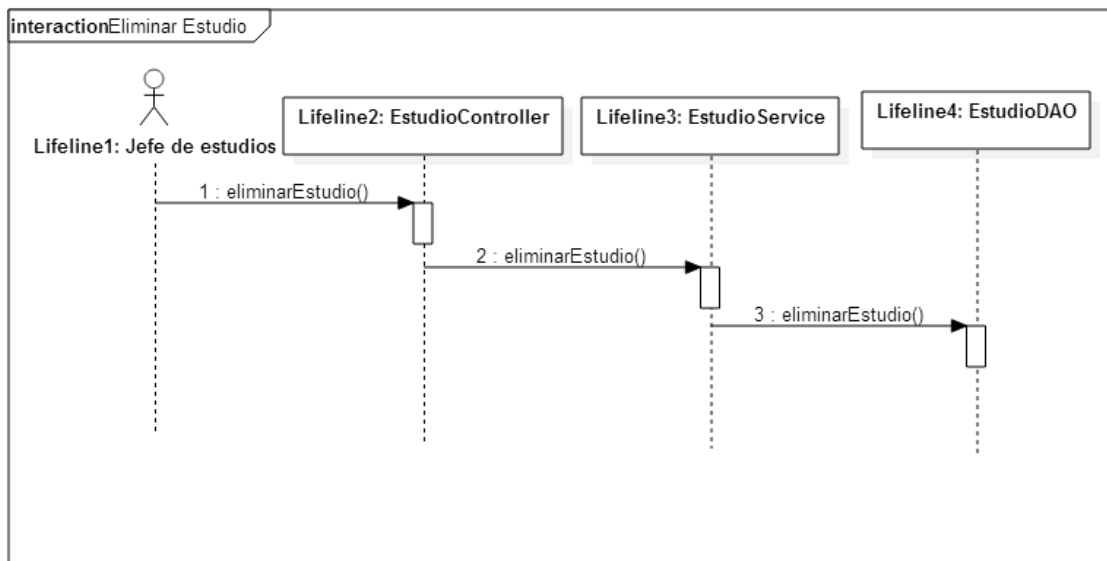 interactionEliminar Estudio
Lifeline1: Jefe de estudios
Lifeline2: EstudioController
Lifeline3: EstudioService
Lifeline4: EstudioDAO
1 : eliminarEstudio()
2 : eliminarEstudio()
3 : eliminarEstudio()